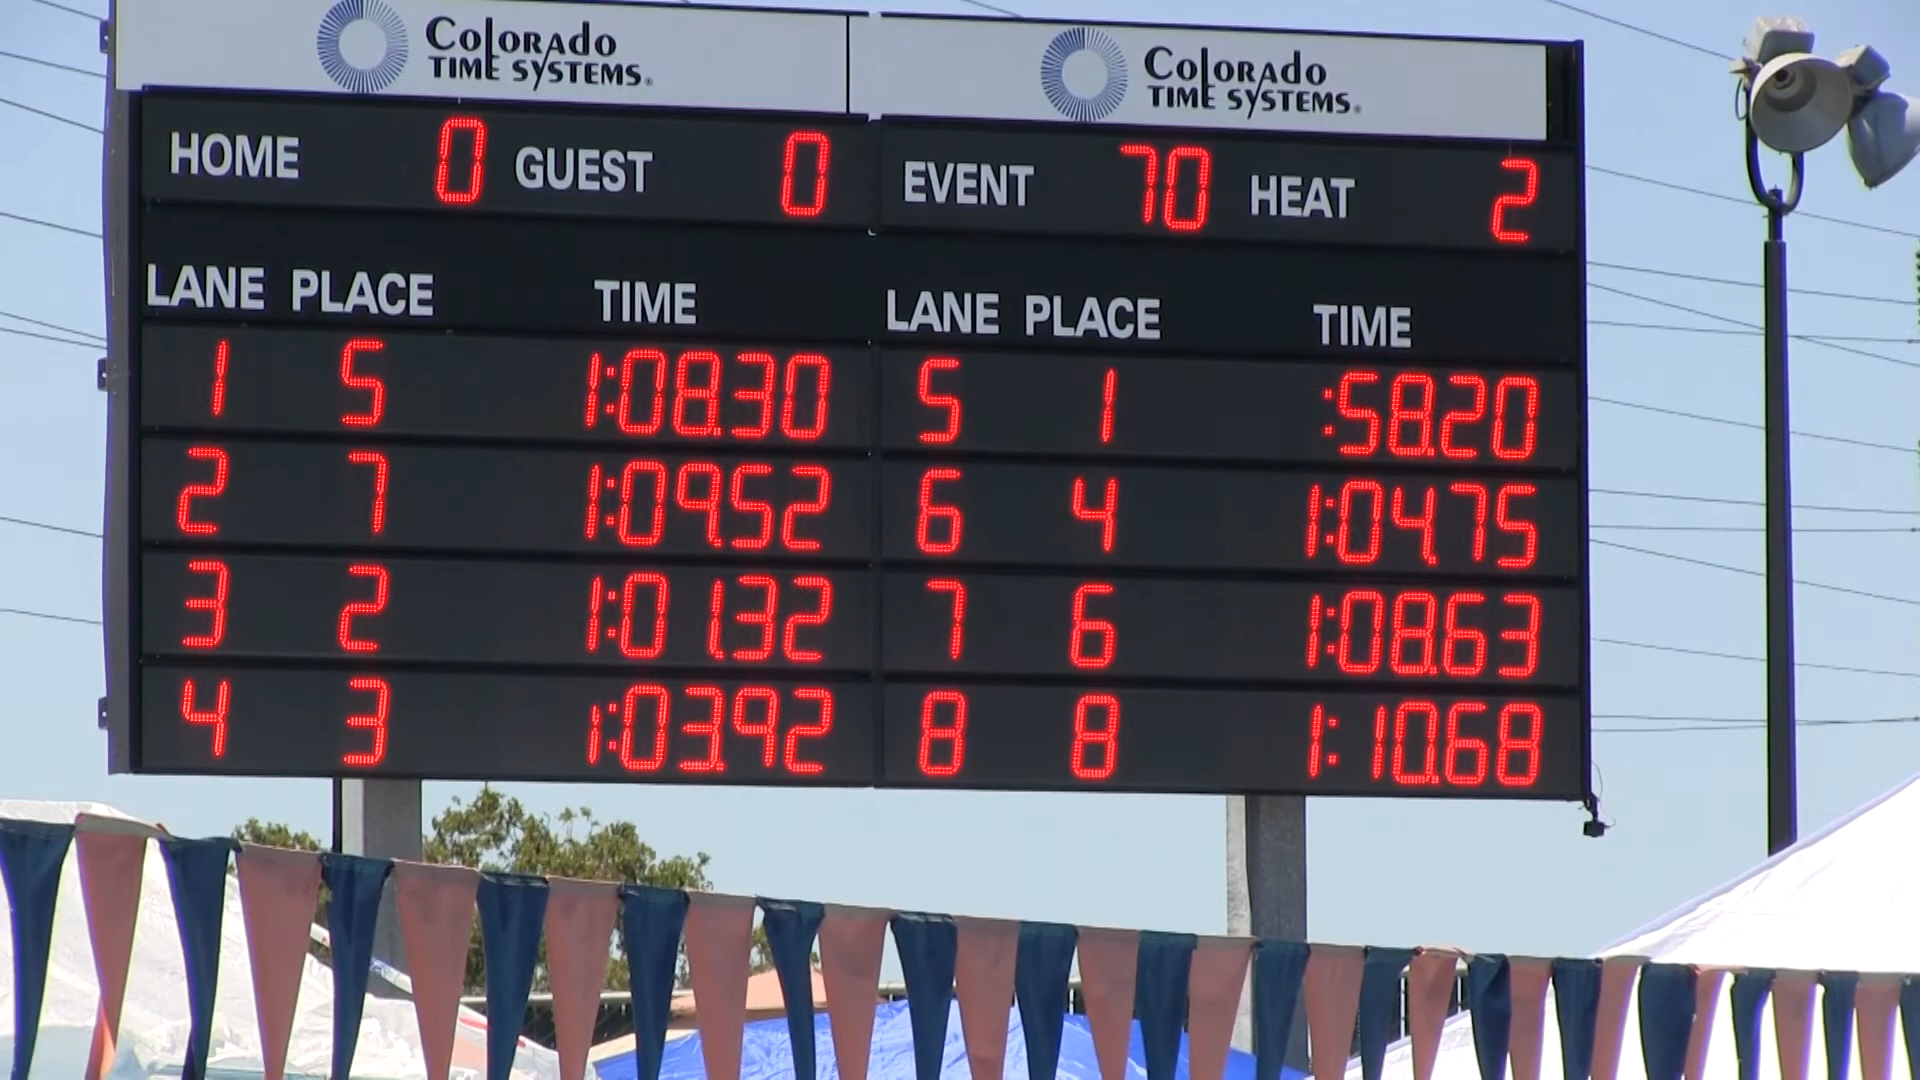 Colorado TIME SYSTEMS® Colorado TIME SYSTEMS®
HOME 0 GUEST 0 EVENT 70 HEAT 2
LANE PLACE TIME LANE PLACE TIME
1 5 1:08.30 5 1 :58.20
2 7 1:09.52 6 4 1:04.75
3 2 1:01.32 7 6 1:08.63
4 3 1:03.92 8 8 1:10.68